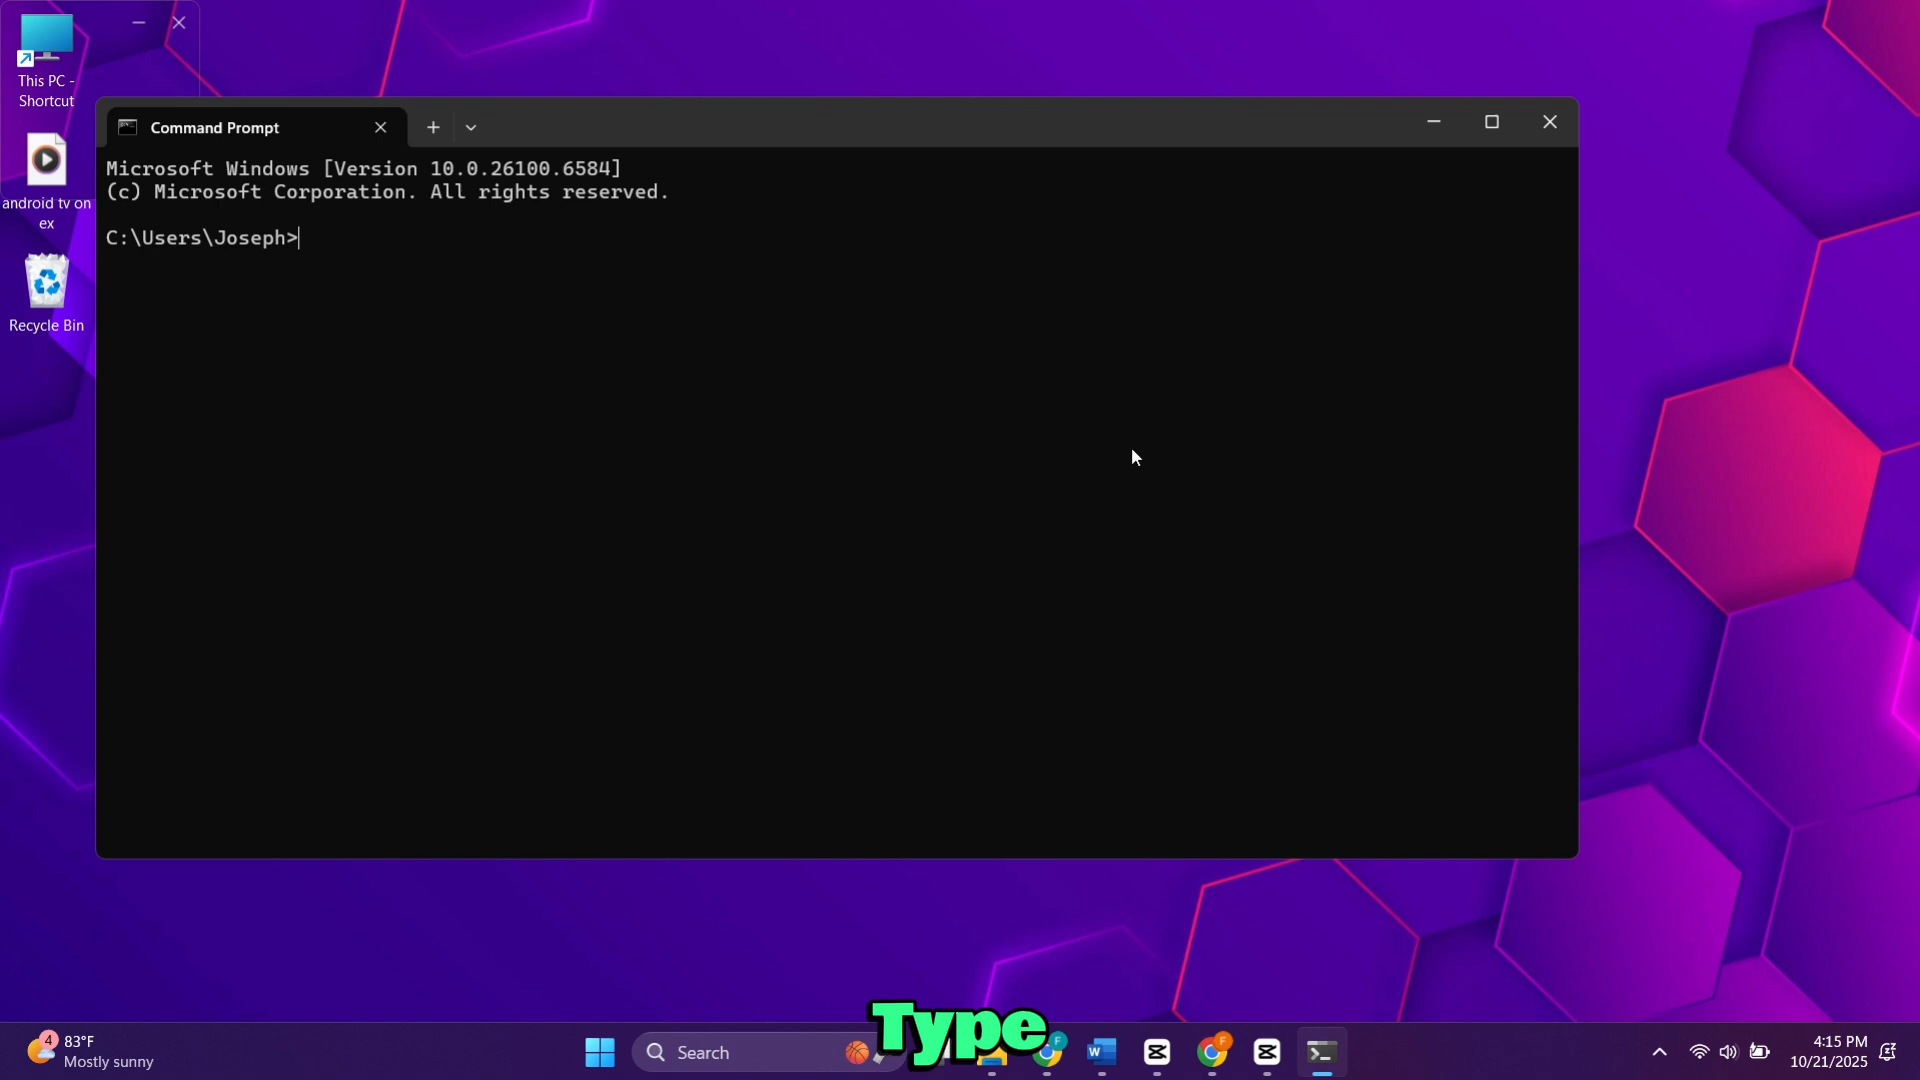 This PC -
Shortcut
android tv on
ex
Recycle Bin
Command Prompt
Microsoft Windows [Version 10.0.26100.6584]
(c) Microsoft Corporation. All rights reserved.
C:\Users\Joseph>
Type
4
83°F
Mostly sunny
Search
F
W
F
4:15 PM
10/21/2025